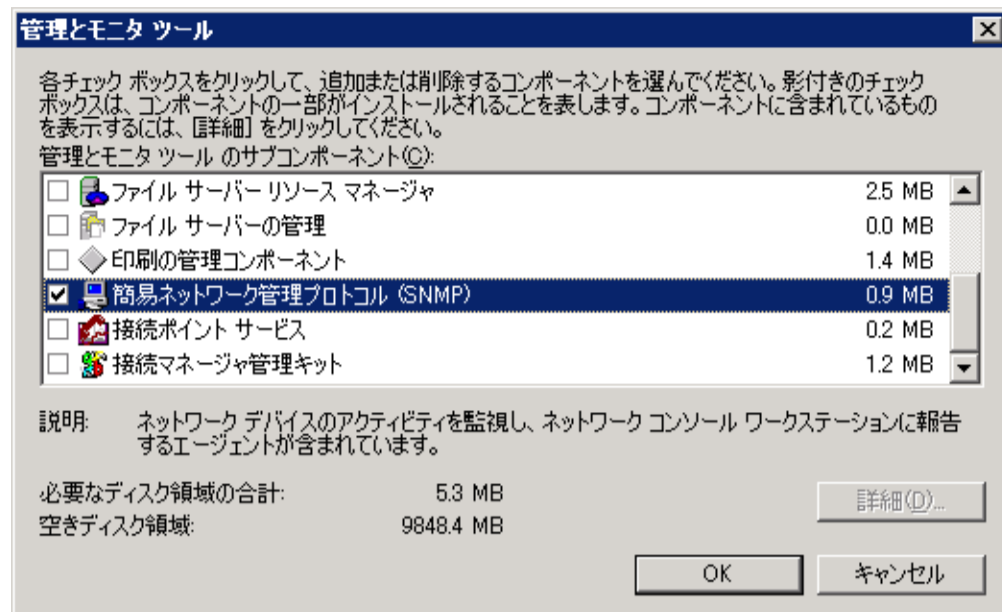 管理とモニタ ツール
各チェック ボックスをクリックして、追加または削除するコンポーネントを選んでください。影付きのチェック
ボックスは、コンポーネントの一部がインストールされることを表します。コンポーネントに含まれているもの
を表示するには、[詳細] をクリックしてください。
管理とモニタ ツール のサブコンポーネント(C):
ファイル サーバー リソース マネージャ 2.5 MB
ファイル サーバーの管理 0.0 MB
印刷の管理コンポーネント 1.4 MB
簡易ネットワーク管理プロトコル (SNMP) 0.9 MB
接続ポイント サービス 0.2 MB
接続マネージャ管理キット 1.2 MB
説明: ネットワーク デバイスのアクティビティを監視し、ネットワーク コンソール ワークステーションに報告
するエージェントが含まれています。
必要なディスク領域の合計: 5.3 MB
詳細(D)...
空きディスク領域: 9848.4 MB
OK キャンセル